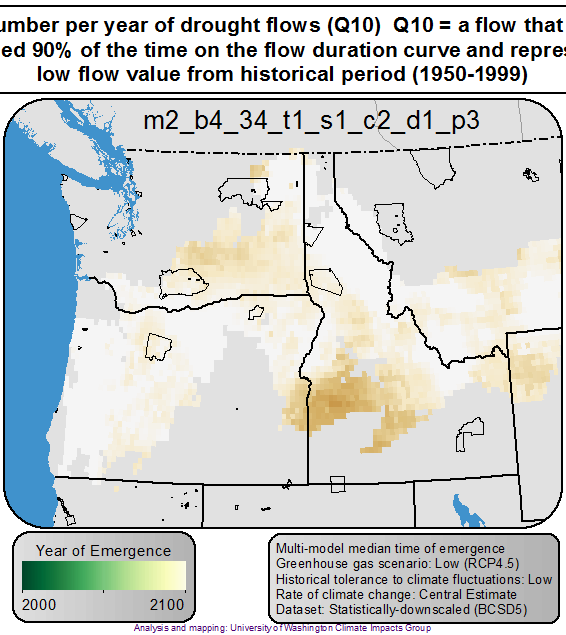 umber per year of drought flows (Q10)  Q10 = a flow that
ed 90% of the time on the flow duration curve and repres
low flow value from historical period (1950-1999)
m2_b4_34_t1_s1_c2_d1_p3
Year of Emergence
2000 2100
Multi-model median time of emergence
Greenhouse gas scenario: Low (RCP4.5)
Historical tolerance to climate fluctuations: Low
Rate of climate change: Central Estimate
Dataset: Statistically-downscaled (BCSD5)
Analysis and mapping: University of Washington Climate Impacts Group